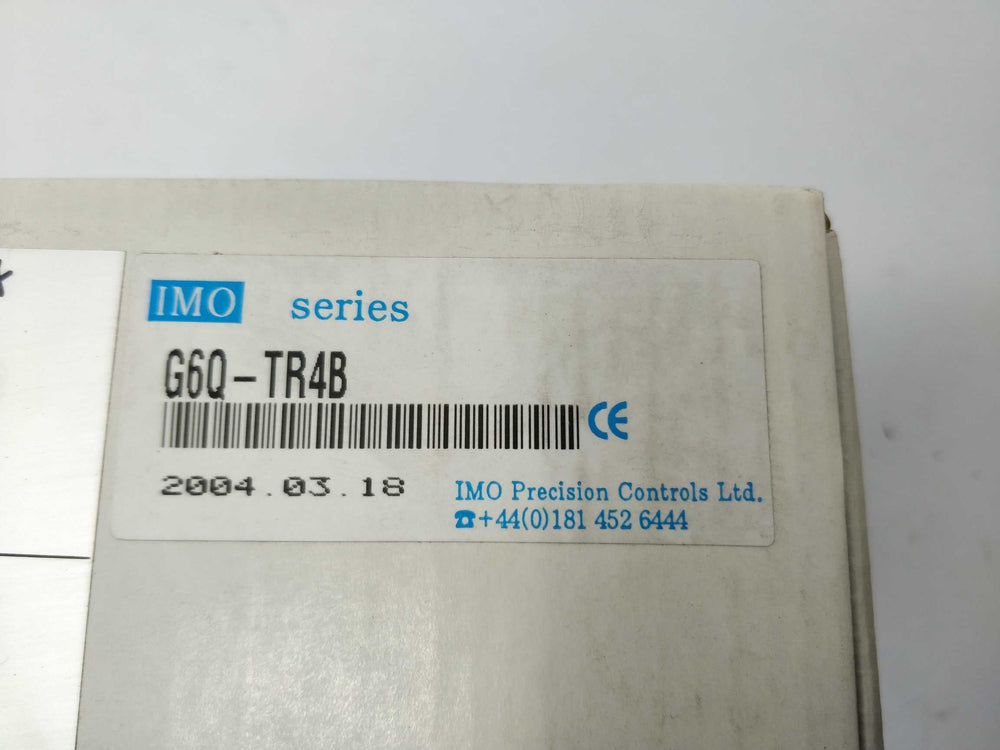 IMO series
G6Q-TR4B
CE
2004.03.18
IMO Precision Controls Ltd.
☎+44(0)181 452 6444